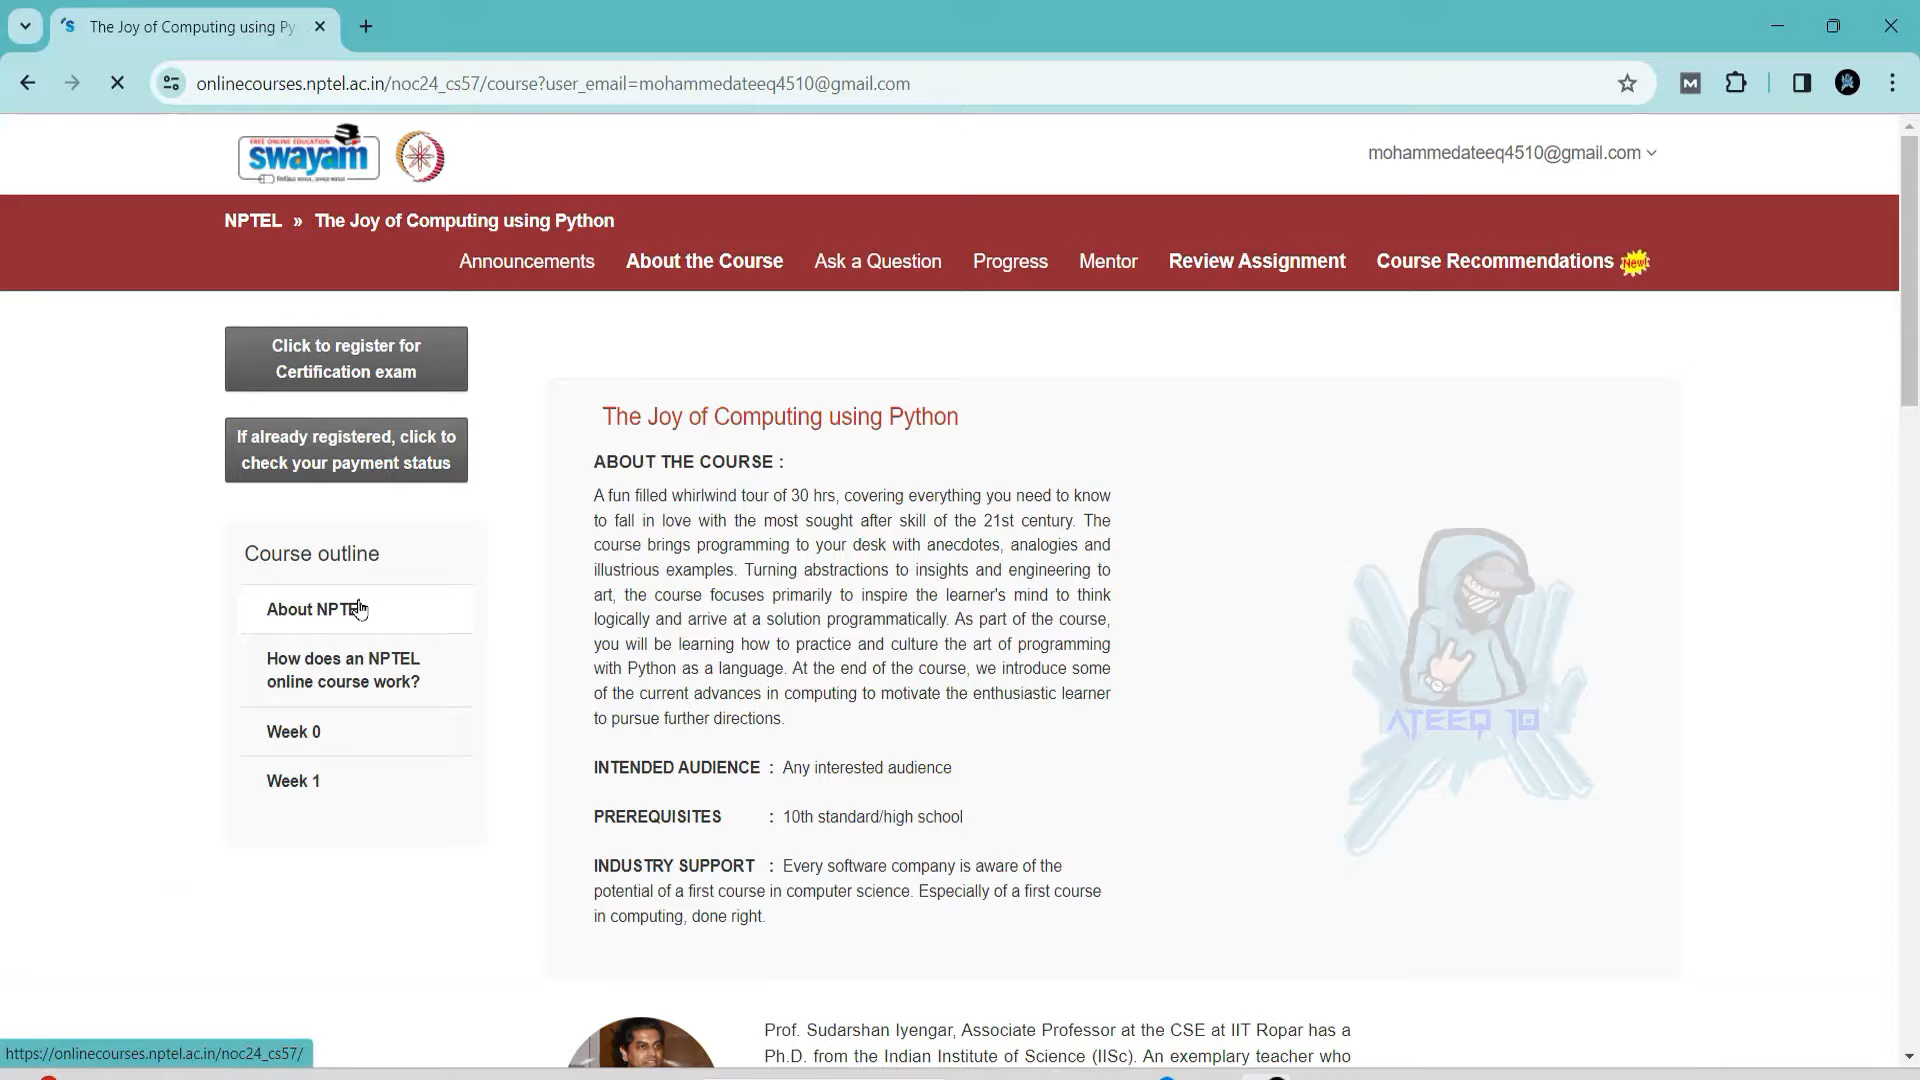 The Joy of Computing using Py
onlinecourses.nptel.ac.in/noc24_cs57/course?user_email=mohammedateeq4510@gmail.com
FREE ONLINE EDUCATION
swayam
mohammedateeq4510@gmail.com
NPTEL » The Joy of Computing using Python
Announcements About the Course Ask a Question Progress Mentor Review Assignment Course Recommendations New!
Click to register for
Certification exam
If already registered, click to
check your payment status
Course outline
About NPTEL
How does an NPTEL
online course work?
Week 0
Week 1
The Joy of Computing using Python
ABOUT THE COURSE :
A fun filled whirlwind tour of 30 hrs, covering everything you need to know
to fall in love with the most sought after skill of the 21st century. The
course brings programming to your desk with anecdotes, analogies and
illustrious examples. Turning abstractions to insights and engineering to
art, the course focuses primarily to inspire the learner's mind to think
logically and arrive at a solution programmatically. As part of the course,
you will be learning how to practice and culture the art of programming
with Python as a language. At the end of the course, we introduce some
of the current advances in computing to motivate the enthusiastic learner
to pursue further directions.
INTENDED AUDIENCE : Any interested audience
PREREQUISITES : 10th standard/high school
INDUSTRY SUPPORT : Every software company is aware of the
potential of a first course in computer science. Especially of a first course
in computing, done right.
ATEEQ 10
Prof. Sudarshan Iyengar, Associate Professor at the CSE at IIT Ropar has a
Ph.D. from the Indian Institute of Science (IISc). An exemplary teacher who
https://onlinecourses.nptel.ac.in/noc24_cs57/